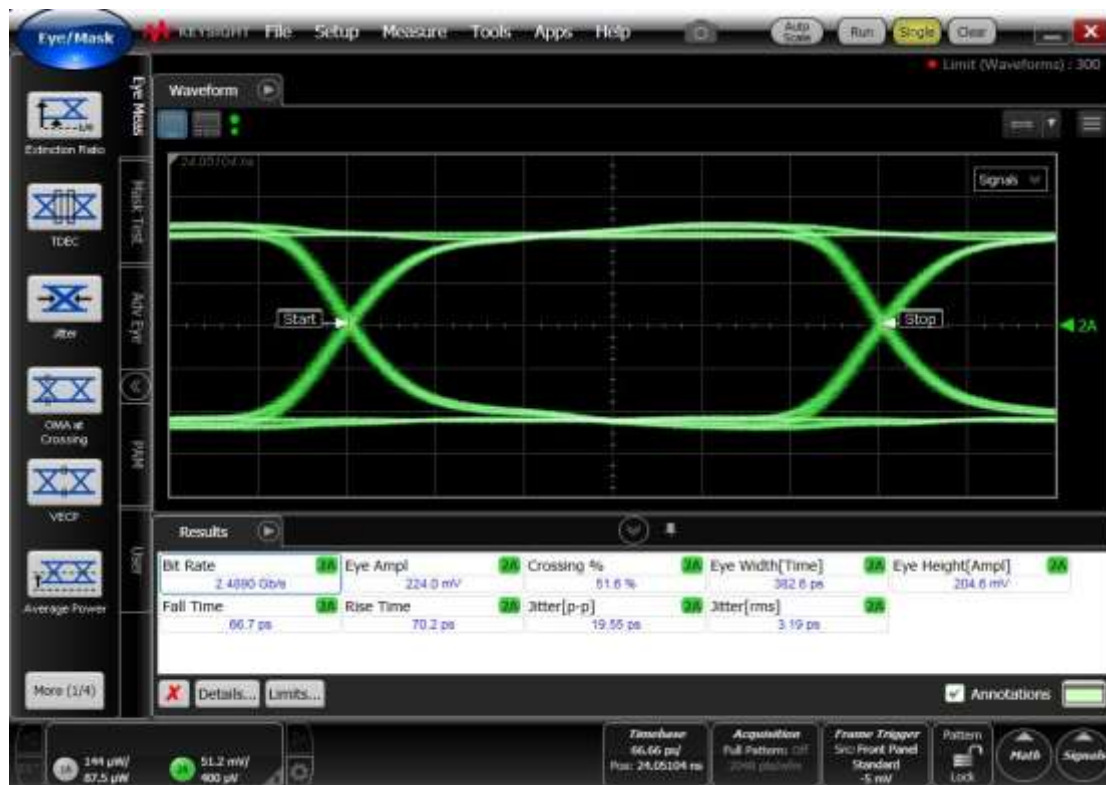 Eye/Mask
KEYSIGHT File Setup Measure Tools Apps Help
Auto Scale
Run
Single
Clear
Limit (Waveforms) : 300
Eye Meas
Mask Test
Adv Eye
PAM
User
Extinction Ratio
TDEC
Jitter
OMA at
Crossing
VECP
Average Power
More (1/4)
Waveform
24.05104 ns
Signals
Start
Stop
2A
Results
Bit Rate 2A Eye Ampl 2A Crossing % 2A Eye Width[Time] 2A Eye Height[Ampl] 2A
224.0 mV 51.6 % 382.6 ps 204.6 mV
Fall Time 2A Rise Time 2A Jitter[p-p] 2A Jitter[rms] 2A
66.7 ps 70.2 ps 19.55 ps 3.19 ps
Details...
Limits...
Annotations
144 µW/
87.5 µW
2A
51.2 mV/
400 µV
Timebase
66.66 ps/
Pos: 24.05104 ns
Acquisition
Full Pattern: Off
Frame Trigger
Src: Front Panel
Standard
-5 mV
Pattern
Lock
Math
Signals